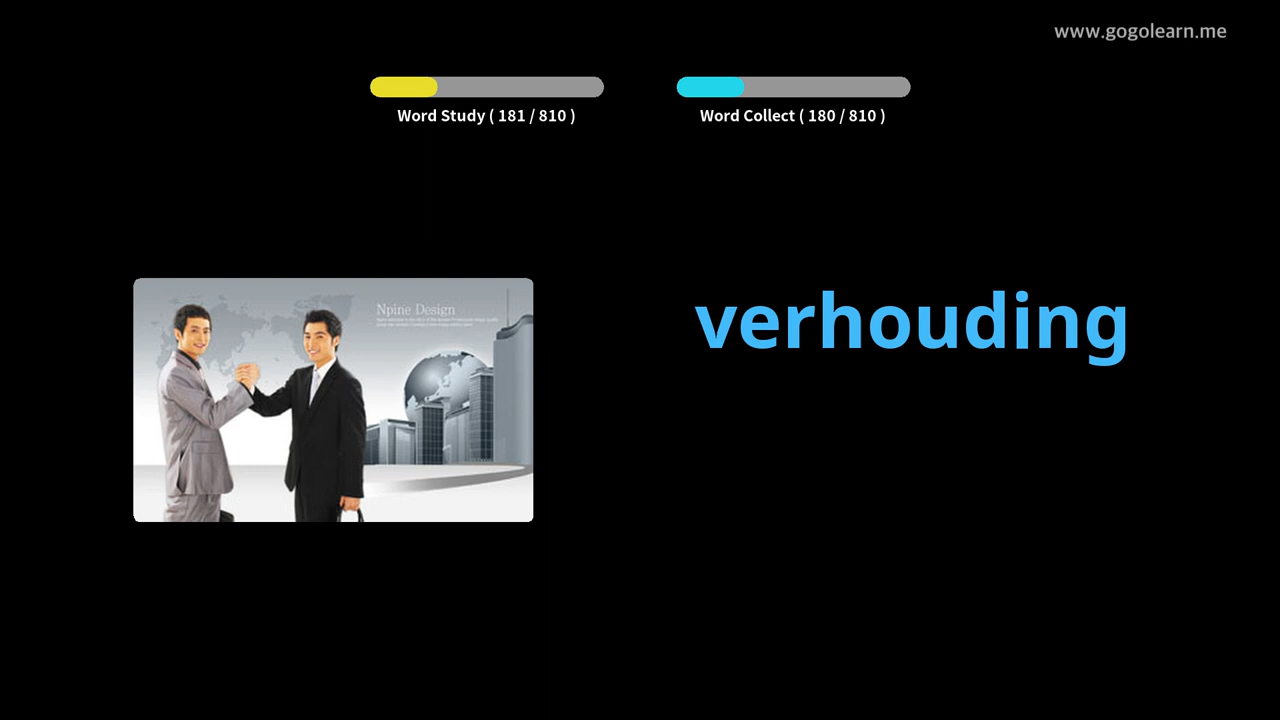 www.gogolearn.me
Word Study ( 181 / 810 )
Word Collect ( 180 / 810 )
Npine Design
verhouding